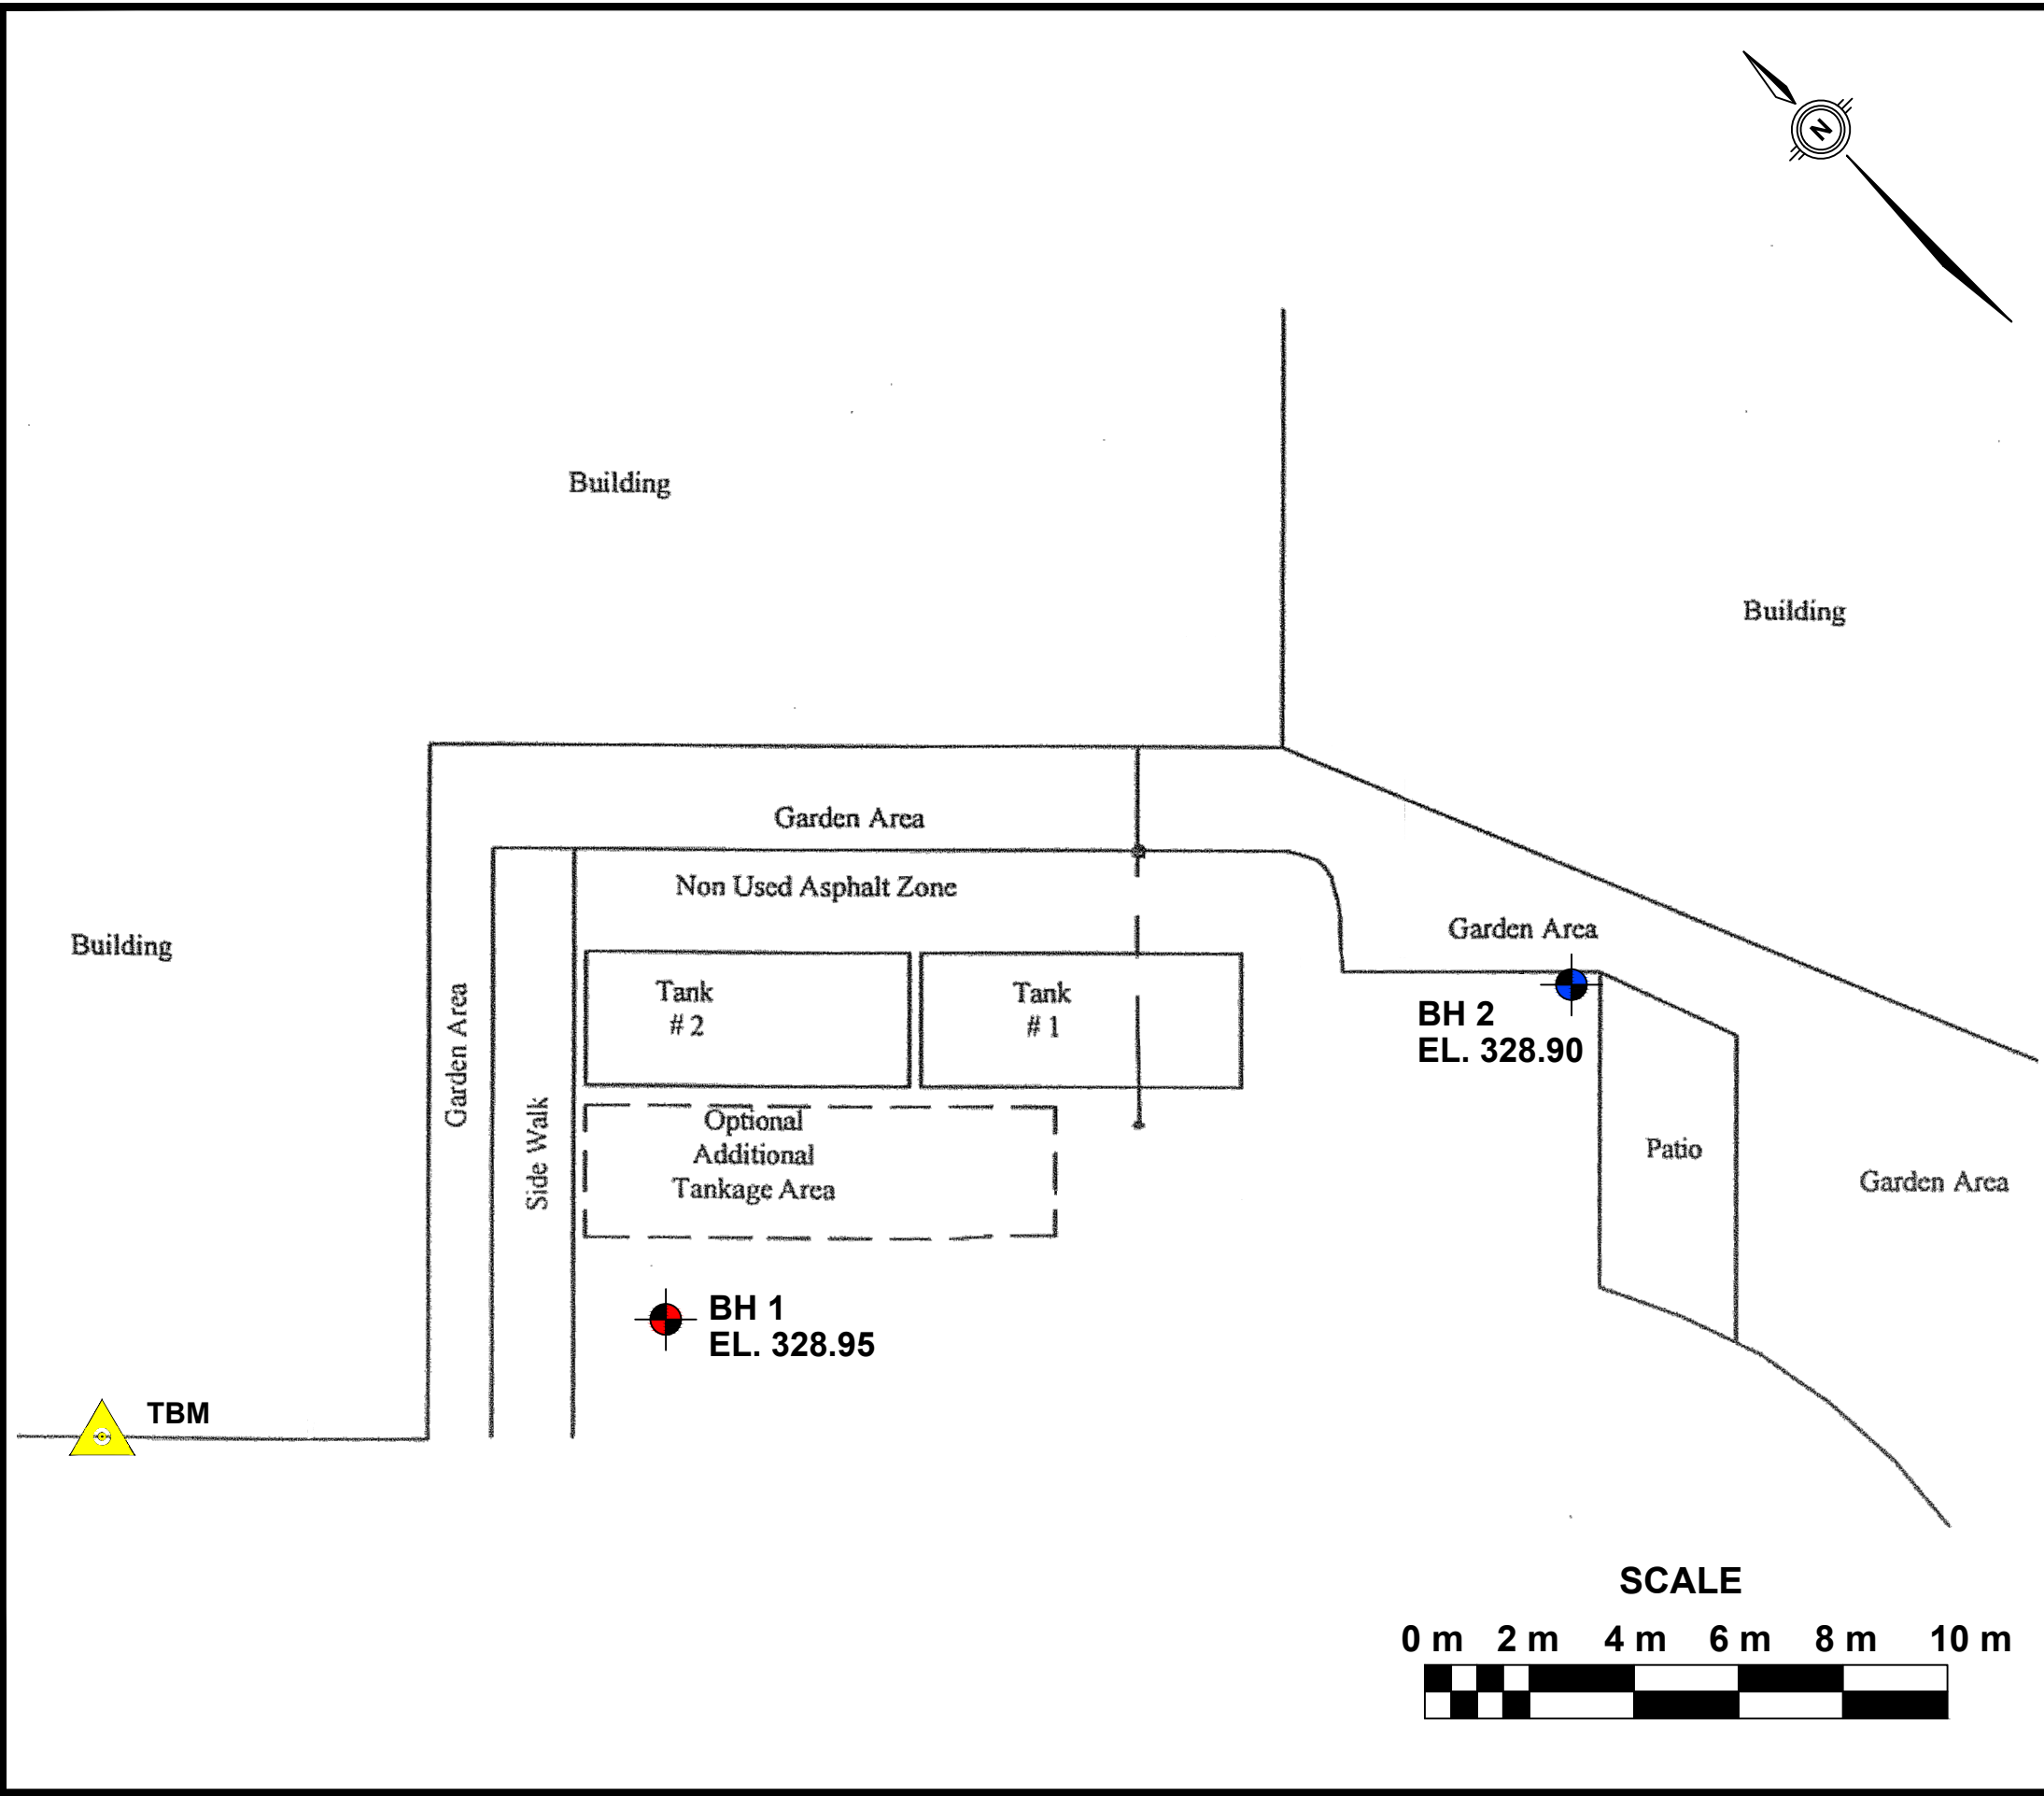 N
Building
Building
Garden Area
Non Used Asphalt Zone
Building
Garden Area
Tank
# 2
Tank
# 1
BH 2
EL. 328.90
Garden Area
Side Walk
Optional
Additional
Tankage Area
Patio
Garden Area
BH 1
EL. 328.95
TBM
SCALE
0 m 2 m 4 m 6 m 8 m 10 m